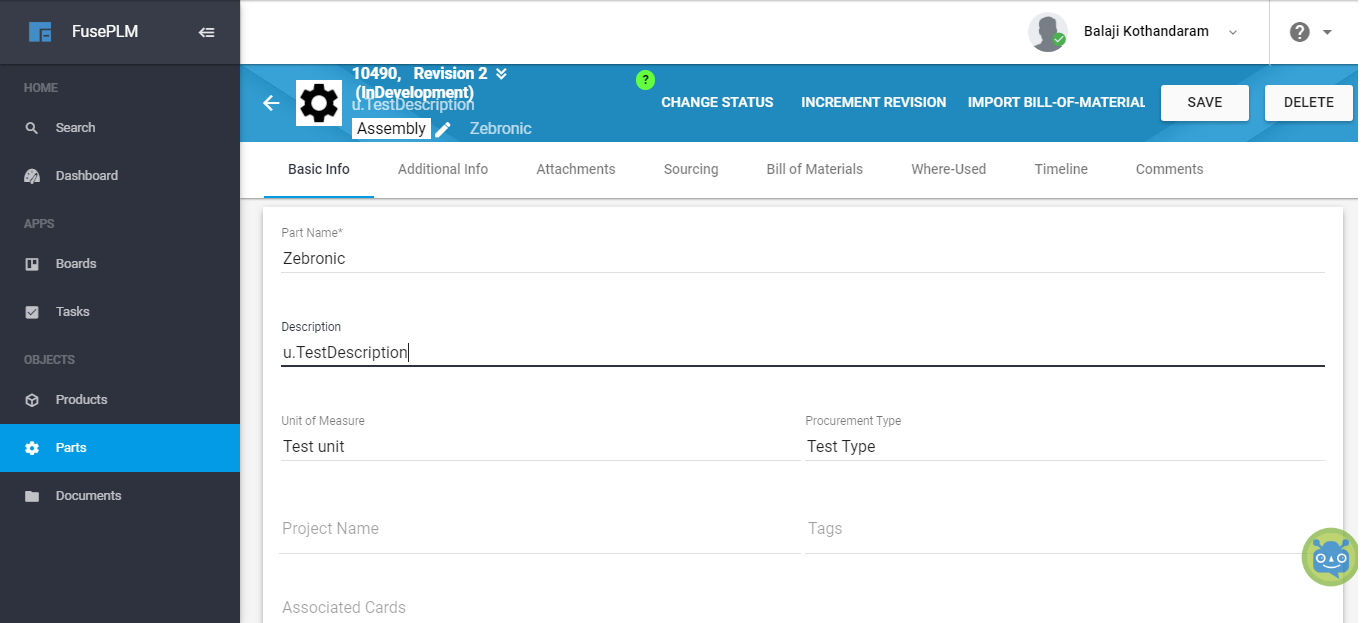 FusePLM
Balaji Kothandaram
?
HOME
Search
Dashboard
APPS
Boards
Tasks
OBJECTS
Products
Parts
Documents
10490, Revision 2
(InDevelopment)
u.TestDescription
Assembly Zebronic
?
CHANGE STATUS INCREMENT REVISION IMPORT BILL-OF-MATERIAL SAVE DELETE
Basic Info Additional Info Attachments Sourcing Bill of Materials Where-Used Timeline Comments
Part Name*
Zebronic
Description
u.TestDescription
Unit of Measure Procurement Type
Test unit Test Type
Project Name Tags
Associated Cards